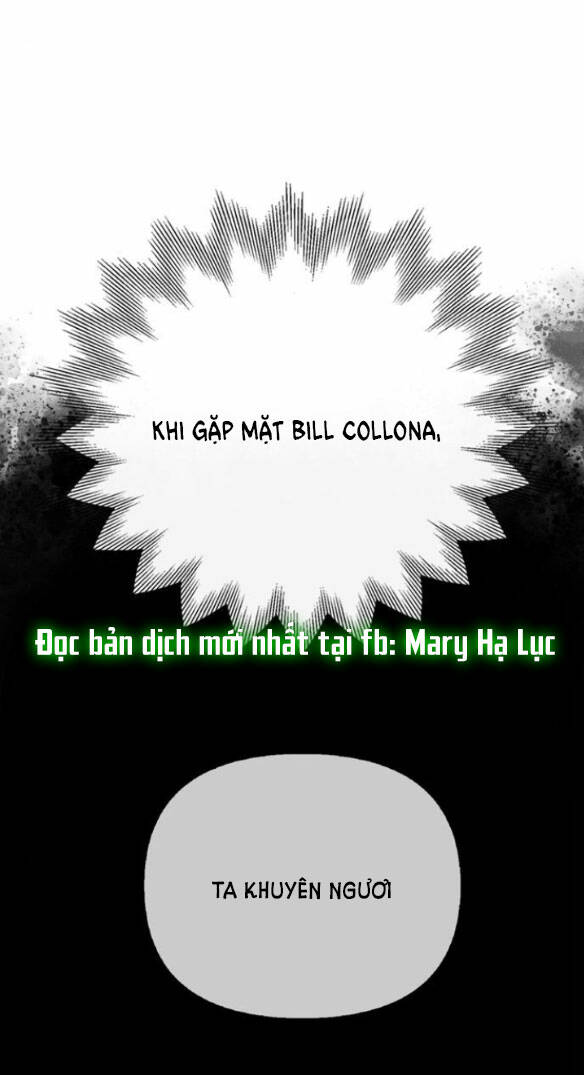 KHI GẶP MẶT BILL COLLONA,
Đọc bản dịch mới nhất tại fb: Mary Hạ Lục
TA KHUYÊN NGƯƠI